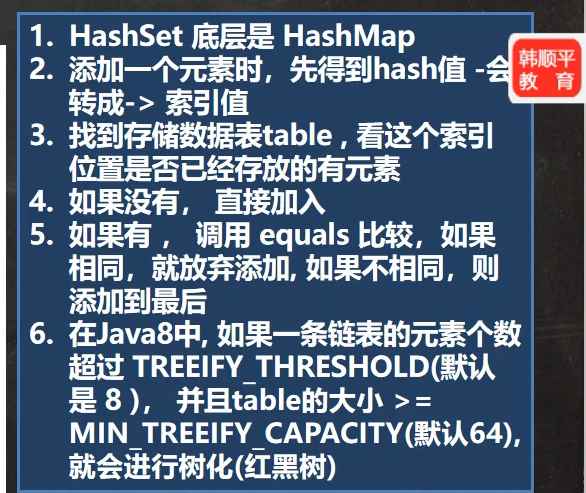 1. HashSet 底层是 HashMap
2. 添加一个元素时，先得到hash值 -会
转成-> 索引值
3. 找到存储数据表table , 看这个索引
位置是否已经存放的有元素
4. 如果没有， 直接加入
5. 如果有 ， 调用 equals 比较，如果
相同，就放弃添加, 如果不相同，则
添加到最后
6. 在Java8中, 如果一条链表的元素个数
超过 TREEIFY_THRESHOLD(默认
是 8 )， 并且table的大小 >=
MIN_TREEIFY_CAPACITY(默认64),
就会进行树化(红黑树)
韩顺平
教 育